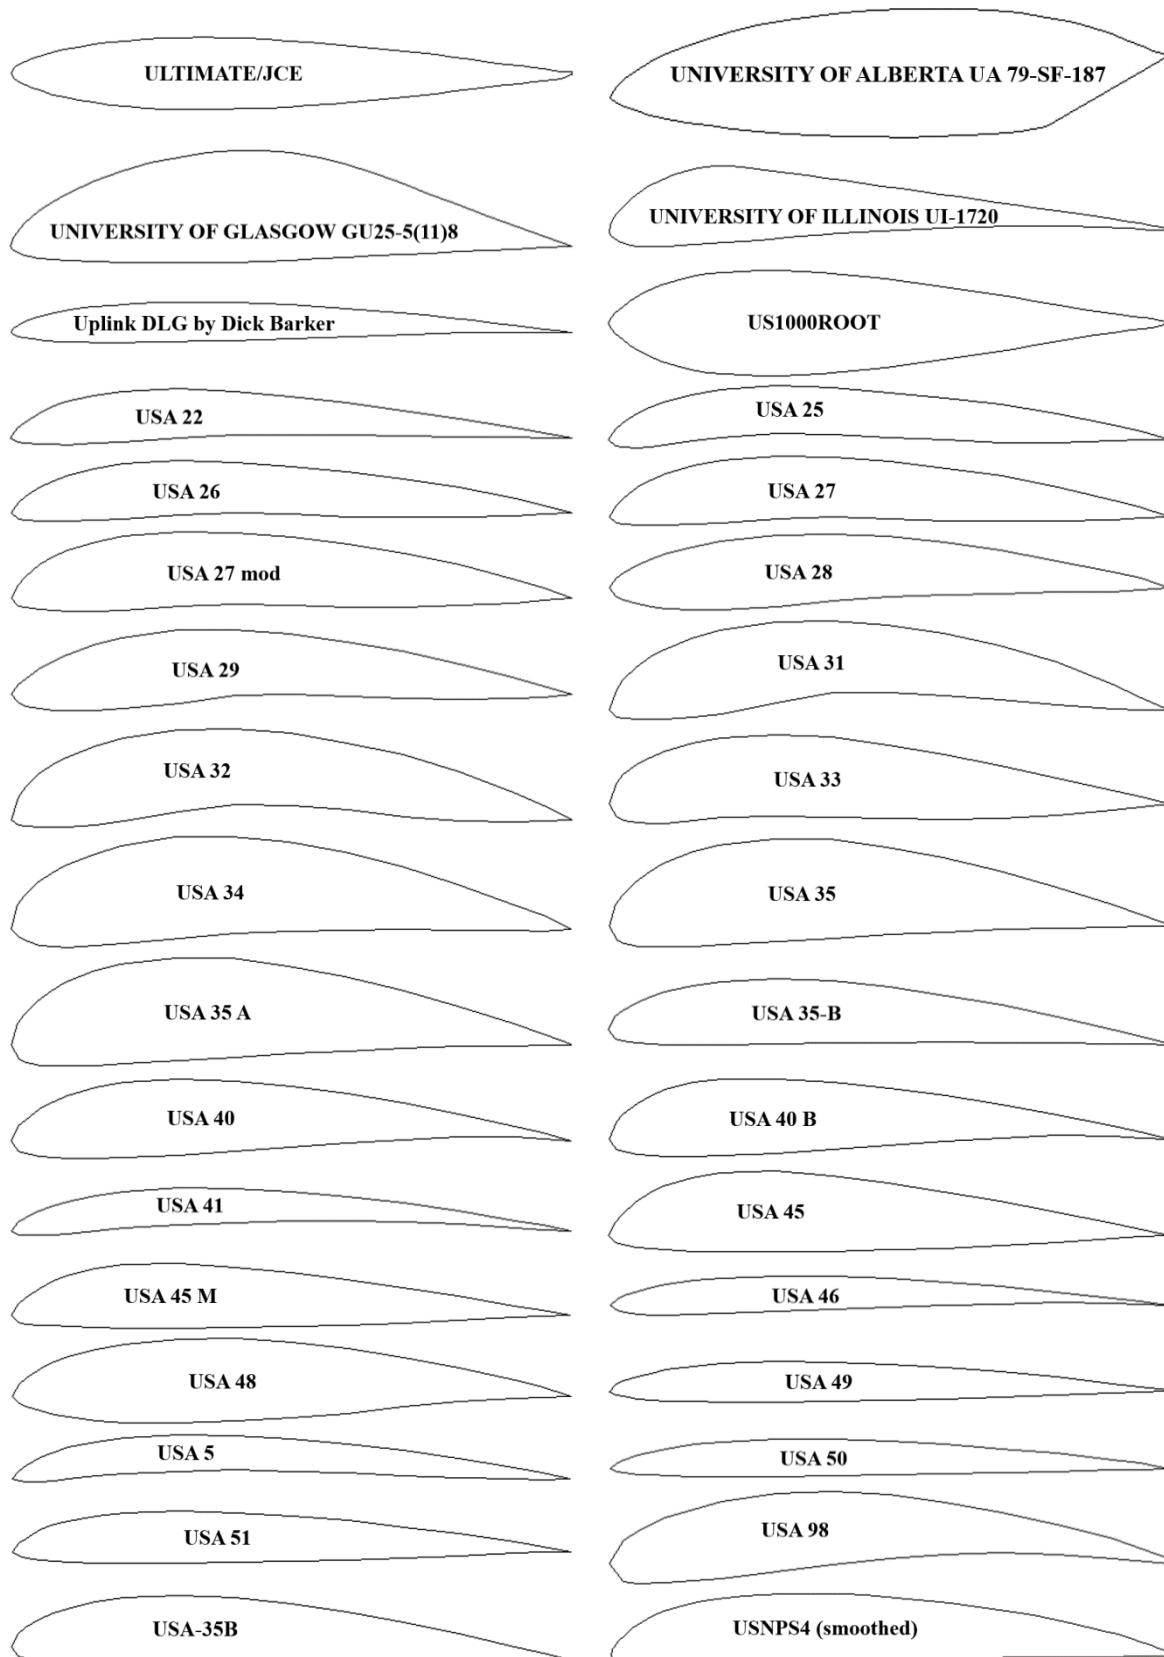 ULTIMATE/JCE
UNIVERSITY OF ALBERTA UA 79-SF-187
UNIVERSITY OF GLASGOW GU25-5(11)8
UNIVERSITY OF ILLINOIS UI-1720
Uplink DLG by Dick Barker
US1000ROOT
USA 22
USA 25
USA 26
USA 27
USA 27 mod
USA 28
USA 29
USA 31
USA 32
USA 33
USA 34
USA 35
USA 35 A
USA 35-B
USA 40
USA 40 B
USA 41
USA 45
USA 45 M
USA 46
USA 48
USA 49
USA 5
USA 50
USA 51
USA 98
USA-35B
USNPS4 (smoothed)